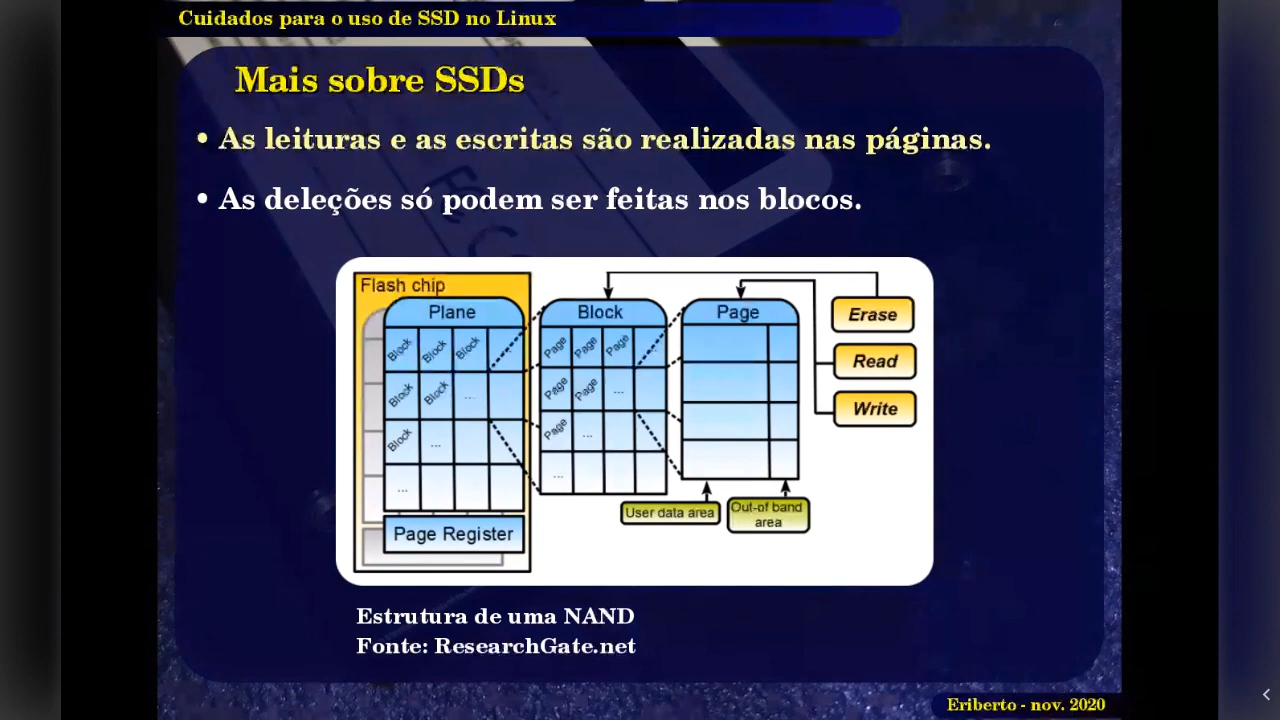 Cuidados para o uso de SSD no Linux
Mais sobre SSDs
• As leituras e as escritas são realizadas nas páginas.
• As deleções só podem ser feitas nos blocos.
Flash chip
Plane
Block
Block
Block
Block
Block
...
Block
...
...
Page Register
Block
Page
Page
Page
Page
Page
...
Page
...
...
Page
Erase
Read
Write
User data area
Out-of band
area
Estrutura de uma NAND
Fonte: ResearchGate.net
Eriberto - nov. 2020